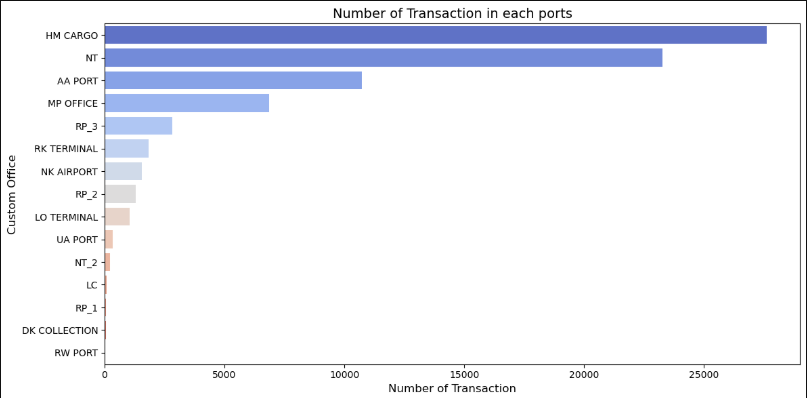 Number of Transaction in each ports
Custom Office
HM CARGO
NT
AA PORT
MP OFFICE
RP_3
RK TERMINAL
NK AIRPORT
RP_2
LO TERMINAL
UA PORT
NT_2
LC
RP_1
DK COLLECTION
RW PORT
0 5000 10000 15000 20000 25000
Number of Transaction